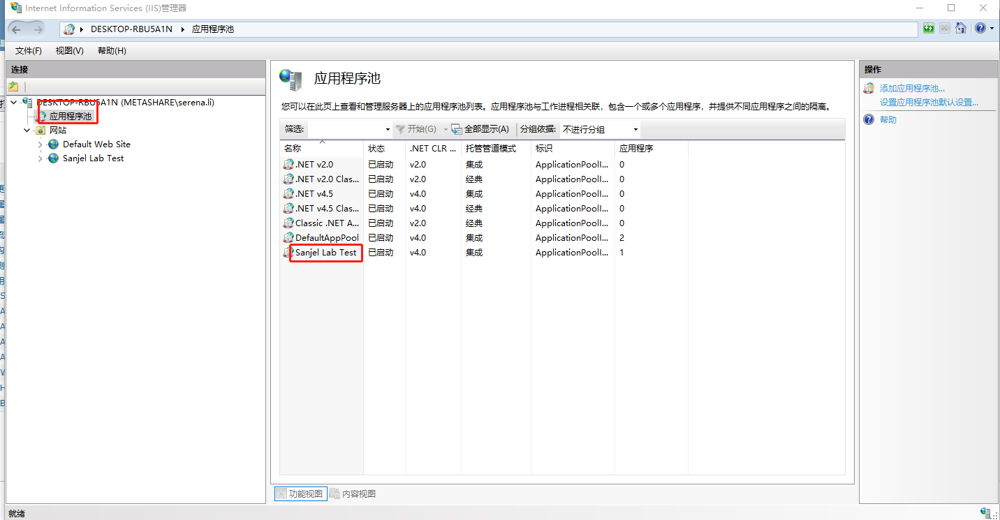 Internet Information Services (IIS)管理器
DESKTOP-RBU5A1N 应用程序池
文件(F) 视图(V) 帮助(H)
连接
DESKTOP-RBU5A1N (METASHARE\serena.li)
应用程序池
网站
Default Web Site
Sanjel Lab Test
应用程序池
您可以在此页上查看和管理服务器上的应用程序池列表。应用程序池与工作进程相关联，包含一个或多个应用程序，并提供不同应用程序之间的隔离。
筛选: 开始(G) 全部显示(A) 分组依据: 不进行分组
名称 状态 .NET CLR ... 托管管道模式 标识 应用程序
.NET v2.0 已启动 v2.0 集成 ApplicationPoolI... 0
.NET v2.0 Clas... 已启动 v2.0 经典 ApplicationPoolI... 0
.NET v4.5 已启动 v4.0 集成 ApplicationPoolI... 0
.NET v4.5 Clas... 已启动 v4.0 经典 ApplicationPoolI... 0
Classic .NET A... 已启动 v2.0 经典 ApplicationPoolI... 0
DefaultAppPool 已启动 v4.0 集成 ApplicationPoolI... 2
Sanjel Lab Test 已启动 v4.0 集成 ApplicationPoolI... 1
功能视图 内容视图
操作
添加应用程序池...
设置应用程序池默认设置...
帮助
就绪